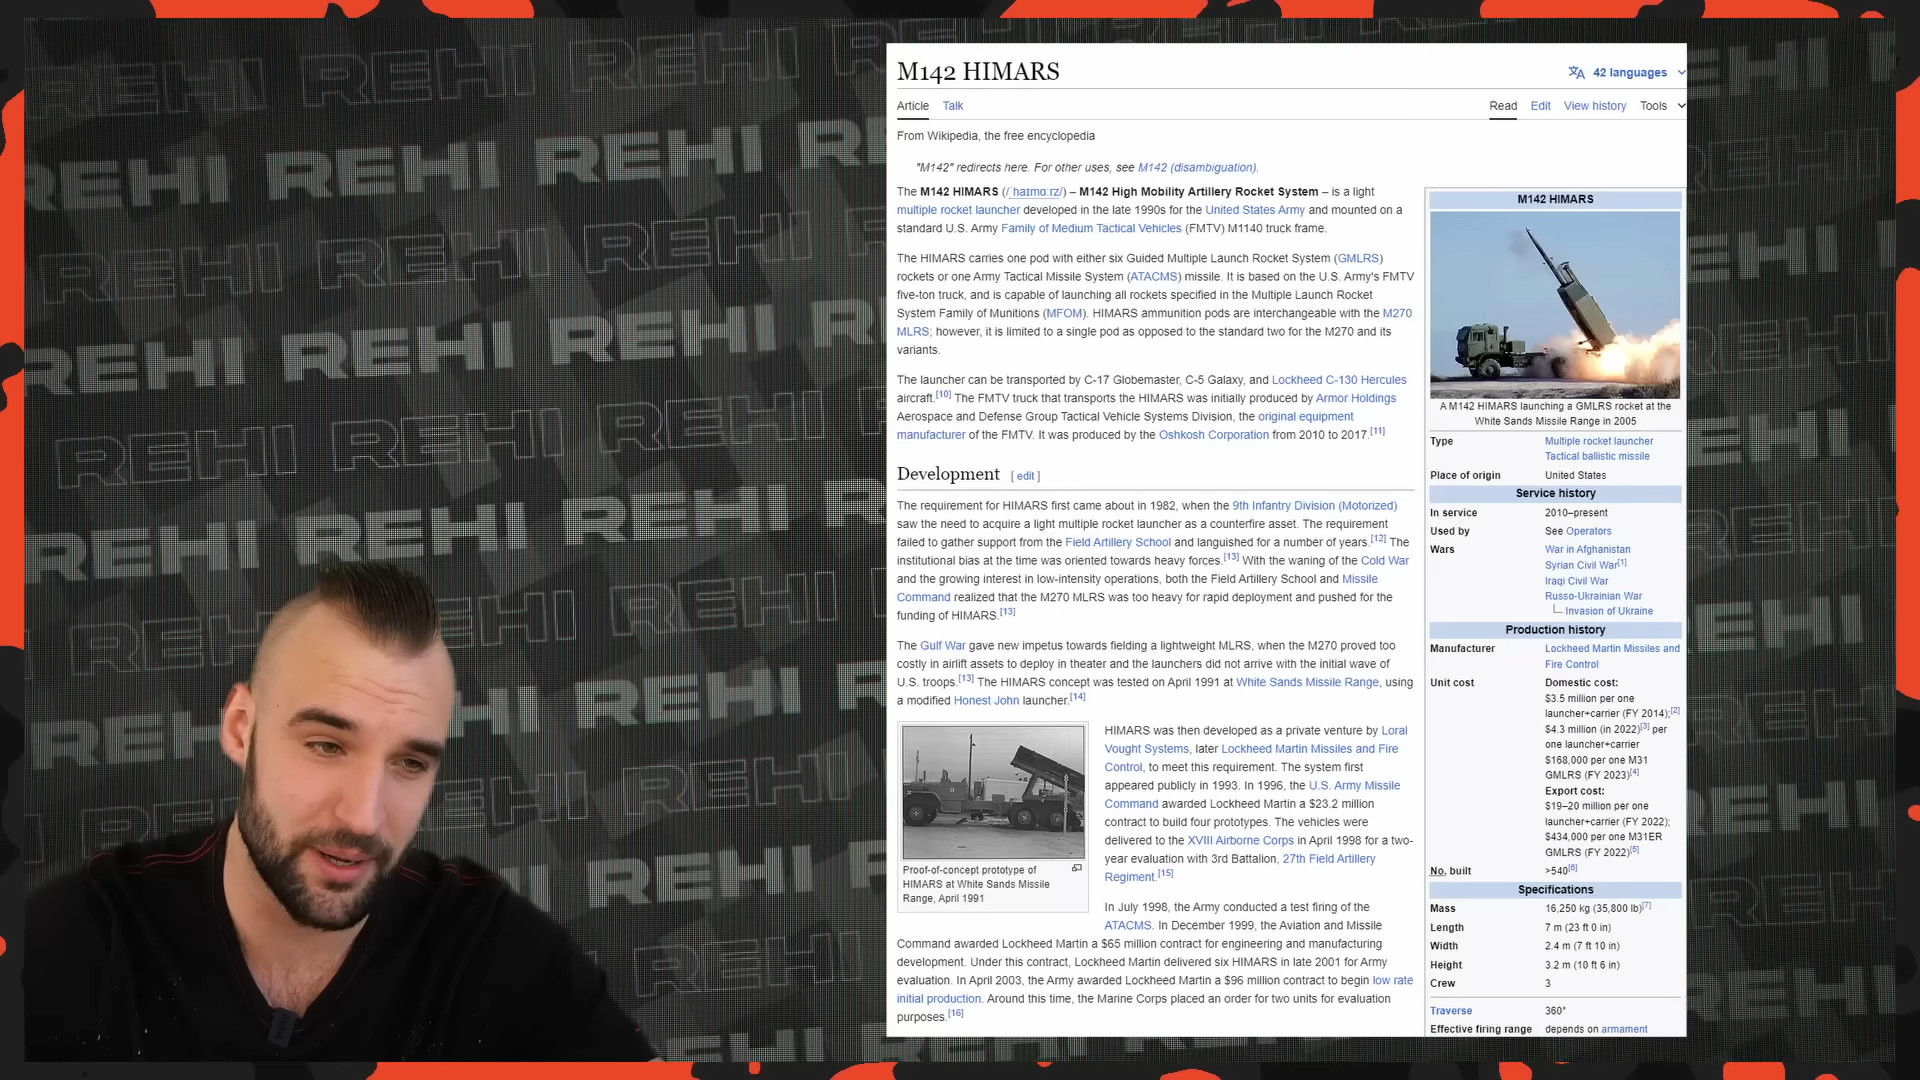 REHI REHI REHI REHI
REHI REHI REHI REHI
REHI REHI REHI REHI
REHI REHI REHI REHI
REHI REHI REHI REHI
REHI REHI REHI REHI
M142 HIMARS
42 languages
Article Talk
Read Edit View history Tools
From Wikipedia, the free encyclopedia
"M142" redirects here. For other uses, see M142 (disambiguation).
The M142 HIMARS (/ˈhaɪmɑːrz/) – M142 High Mobility Artillery Rocket System – is a light
multiple rocket launcher developed in the late 1990s for the United States Army and mounted on a
standard U.S. Army Family of Medium Tactical Vehicles (FMTV) M1140 truck frame.
The HIMARS carries one pod with either six Guided Multiple Launch Rocket System (GMLRS)
rockets or one Army Tactical Missile System (ATACMS) missile. It is based on the U.S. Army's FMTV
five-ton truck, and is capable of launching all rockets specified in the Multiple Launch Rocket
System Family of Munitions (MFOM). HIMARS ammunition pods are interchangeable with the M270
MLRS; however, it is limited to a single pod as opposed to the standard two for the M270 and its
variants.
The launcher can be transported by C-17 Globemaster, C-5 Galaxy, and Lockheed C-130 Hercules
aircraft.[10] The FMTV truck that transports the HIMARS was initially produced by Armor Holdings
Aerospace and Defense Group Tactical Vehicle Systems Division, the original equipment
manufacturer of the FMTV. It was produced by the Oshkosh Corporation from 2010 to 2017.[11]
Development [ edit ]
The requirement for HIMARS first came about in 1982, when the 9th Infantry Division (Motorized)
saw the need to acquire a light multiple rocket launcher as a counterfire asset. The requirement
failed to gather support from the Field Artillery School and languished for a number of years.[12] The
institutional bias at the time was oriented towards heavy forces.[13] With the waning of the Cold War
and the growing interest in low-intensity operations, both the Field Artillery School and Missile
Command realized that the M270 MLRS was too heavy for rapid deployment and pushed for the
funding of HIMARS.[13]
The Gulf War gave new impetus towards fielding a lightweight MLRS, when the M270 proved too
costly in airlift assets to deploy in theater and the launchers did not arrive with the initial wave of
U.S. troops.[13] The HIMARS concept was tested on April 1991 at White Sands Missile Range, using
a modified Honest John launcher.[14]
Proof-of-concept prototype of
HIMARS at White Sands Missile
Range, April 1991
HIMARS was then developed as a private venture by Loral
Vought Systems, later Lockheed Martin Missiles and Fire
Control, to meet this requirement. The system first
appeared publicly in 1993. In 1996, the U.S. Army Missile
Command awarded Lockheed Martin a $23.2 million
contract to build four prototypes. The vehicles were
delivered to the XVIII Airborne Corps in April 1998 for a two-
year evaluation with 3rd Battalion, 27th Field Artillery
Regiment.[15]
In July 1998, the Army conducted a test firing of the
ATACMS. In December 1999, the Aviation and Missile
Command awarded Lockheed Martin a $65 million contract for engineering and manufacturing
development. Under this contract, Lockheed Martin delivered six HIMARS in late 2001 for Army
evaluation. In April 2003, the Army awarded Lockheed Martin a $96 million contract to begin low rate
initial production. Around this time, the Marine Corps placed an order for two units for evaluation
purposes.[16]
M142 HIMARS
A M142 HIMARS launching a GMLRS rocket at the
White Sands Missile Range in 2005
Type Multiple rocket launcher
Tactical ballistic missile
Place of origin United States
Service history
In service 2010–present
Used by See Operators
Wars War in Afghanistan
Syrian Civil War[1]
Iraqi Civil War
Russo-Ukrainian War
Invasion of Ukraine
Production history
Manufacturer Lockheed Martin Missiles and
Fire Control
Unit cost Domestic cost:
$3.5 million per one
launcher+carrier (FY 2014);[2]
$4.3 million (in 2022)[3] per
one launcher+carrier
$168,000 per one M31
GMLRS (FY 2023)[4]
Export cost:
$19–20 million per one
launcher+carrier (FY 2022);
$434,000 per one M31ER
GMLRS (FY 2022)[5]
No. built >540[6]
Specifications
Mass 16,250 kg (35,800 lb)[7]
Length 7 m (23 ft 0 in)
Width 2.4 m (7 ft 10 in)
Height 3.2 m (10 ft 6 in)
Crew 3
Traverse 360°
Effective firing range depends on armament